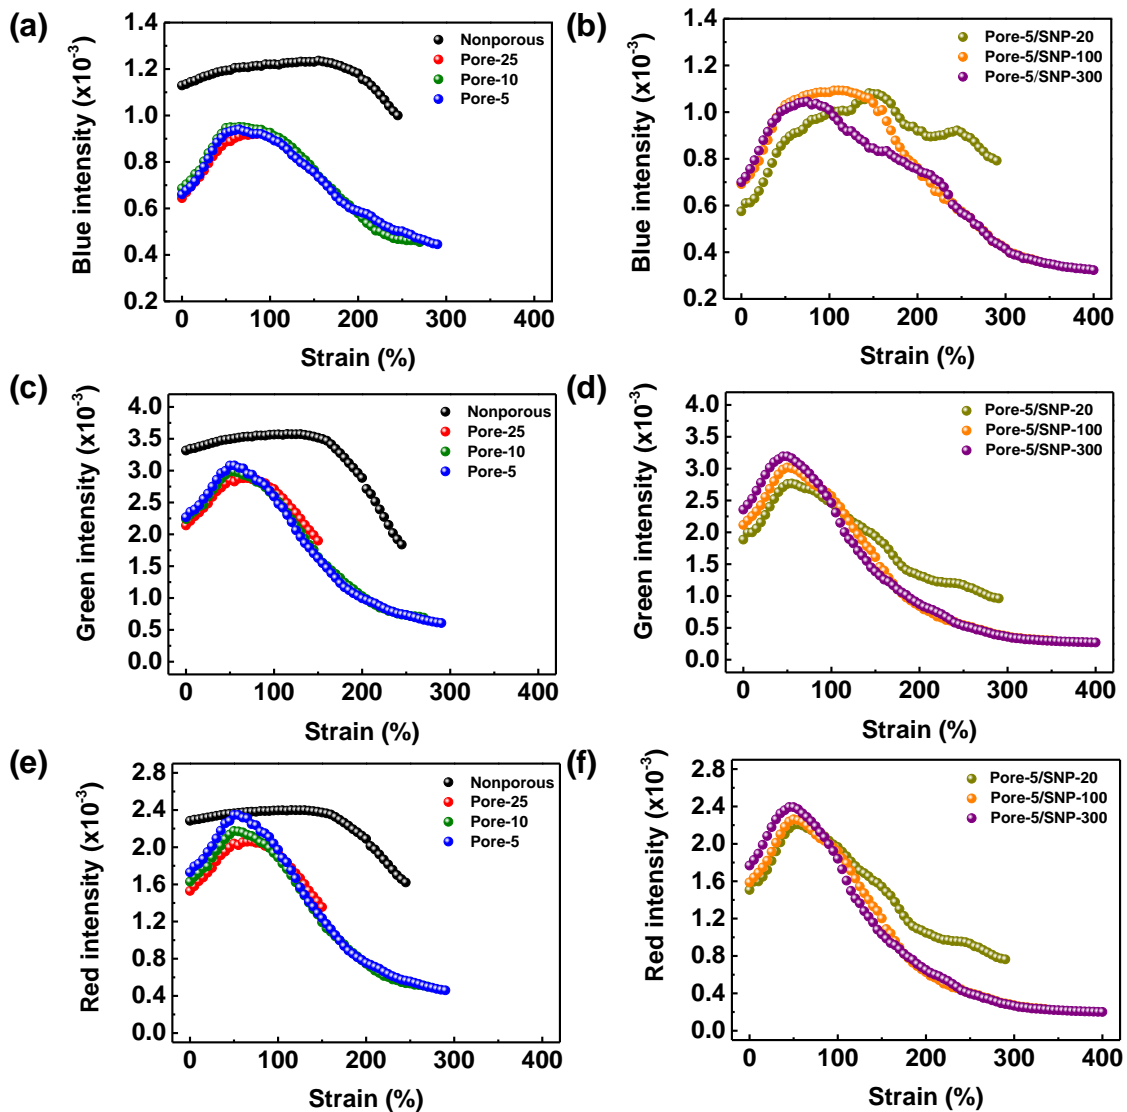 (a)
Blue intensity (x10-3)
1.4
1.2
1.0
0.8
0.6
0.4
0.2
0 100 200 300 400
Strain (%)
Nonporous
Pore-25
Pore-10
Pore-5
(b)
Blue intensity (x10-3)
1.4
1.2
1.0
0.8
0.6
0.4
0.2
0 100 200 300 400
Strain (%)
Pore-5/SNP-20
Pore-5/SNP-100
Pore-5/SNP-300
(c)
Green intensity (x10-3)
4.0
3.5
3.0
2.5
2.0
1.5
1.0
0.5
0.0
0 100 200 300 400
Strain (%)
Nonporous
Pore-25
Pore-10
Pore-5
(d)
Green intensity (x10-3)
4.0
3.5
3.0
2.5
2.0
1.5
1.0
0.5
0.0
0 100 200 300 400
Strain (%)
Pore-5/SNP-20
Pore-5/SNP-100
Pore-5/SNP-300
(e)
Red intensity (x10-3)
2.8
2.4
2.0
1.6
1.2
0.8
0.4
0.0
0 100 200 300 400
Strain (%)
Nonporous
Pore-25
Pore-10
Pore-5
(f)
Red intensity (x10-3)
2.8
2.4
2.0
1.6
1.2
0.8
0.4
0.0
0 100 200 300 400
Strain (%)
Pore-5/SNP-20
Pore-5/SNP-100
Pore-5/SNP-300